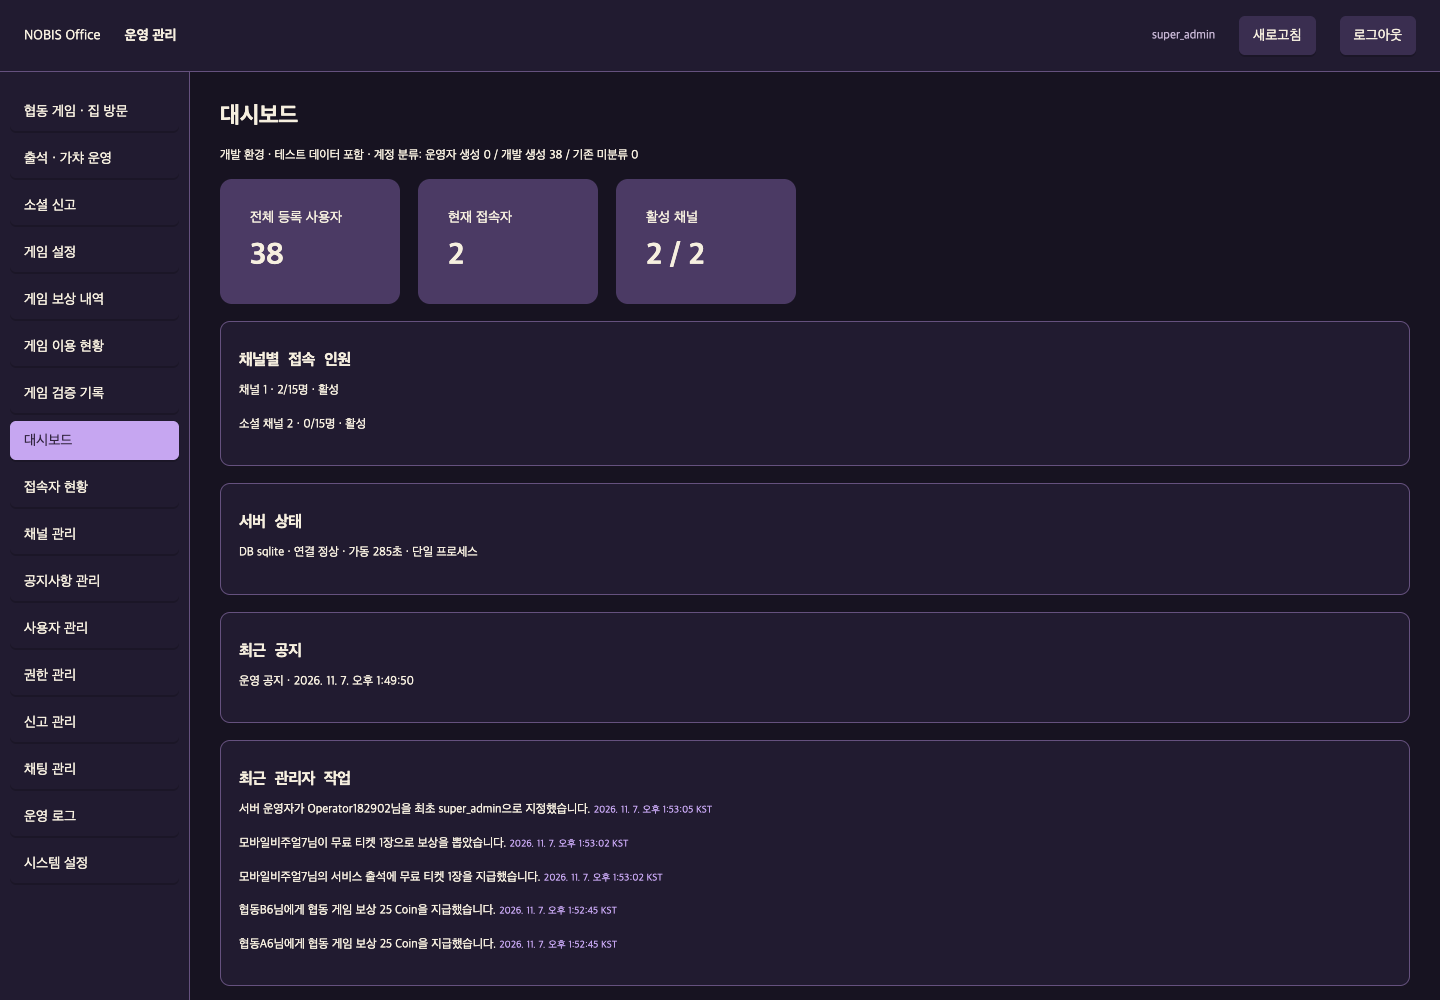 NOBIS Office 운영 관리 super_admin 새로고침 로그아웃
협동 게임 · 집 방문
출석 · 가챠 운영
소셜 신고
게임 설정
게임 보상 내역
게임 이용 현황
게임 검증 기록
대시보드
접속자 현황
채널 관리
공지사항 관리
사용자 관리
권한 관리
신고 관리
채팅 관리
운영 로그
시스템 설정
대시보드
개발 환경 · 테스트 데이터 포함 · 계정 분류: 운영자 생성 0 / 개발 생성 38 / 기존 미분류 0
전체 등록 사용자
38
현재 접속자
2
활성 채널
2 / 2
채널별 접속 인원
채널 1 · 2/15명 · 활성
소셜 채널 2 · 0/15명 · 활성
서버 상태
DB sqlite · 연결 정상 · 가동 285초 · 단일 프로세스
최근 공지
운영 공지 · 2026. 11. 7. 오후 1:49:50
최근 관리자 작업
서버 운영자가 Operator182902님을 최초 super_admin으로 지정했습니다. 2026. 11. 7. 오후 1:53:05 KST
모바일비주얼7님이 무료 티켓 1장으로 보상을 뽑았습니다. 2026. 11. 7. 오후 1:53:02 KST
모바일비주얼7님의 서비스 출석에 무료 티켓 1장을 지급했습니다. 2026. 11. 7. 오후 1:53:02 KST
협동B6님에게 협동 게임 보상 25 Coin을 지급했습니다. 2026. 11. 7. 오후 1:52:45 KST
협동A6님에게 협동 게임 보상 25 Coin을 지급했습니다. 2026. 11. 7. 오후 1:52:45 KST